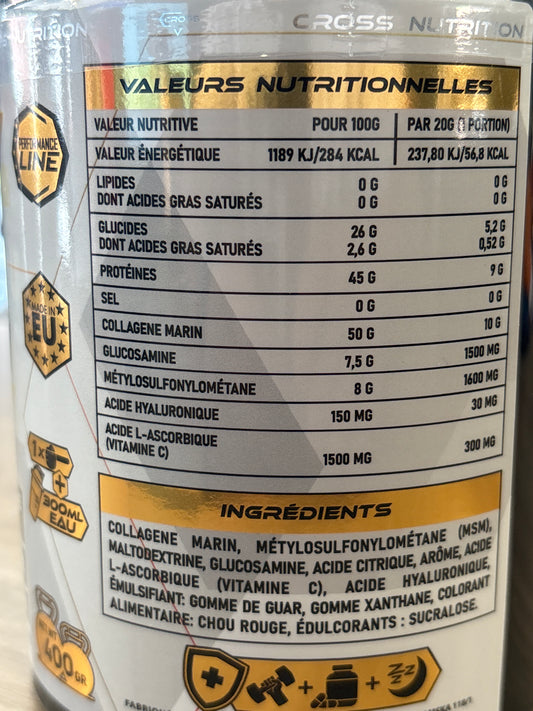 NUTRITION
CROSS
CROSS NUTRITION
VALEURS NUTRITIONNELLES
VALEUR NUTRITIVE POUR 100G PAR 20G (1 PORTION)
VALEUR ÉNERGÉTIQUE 1189 KJ/284 KCAL 237,80 KJ/56,8 KCAL
LIPIDES 0 G 0 G
DONT ACIDES GRAS SATURÉS 0 G 0 G
GLUCIDES 26 G 5,2 G
DONT ACIDES GRAS SATURÉS 2,6 G 0,52 G
PROTÉINES 45 G 9 G
SEL 0 G 0 G
COLLAGENE MARIN 50 G 10 G
GLUCOSAMINE 7,5 G 1500 MG
MÉTYLOSULFONYLOMÉTANE 8 G 1600 MG
ACIDE HYALURONIQUE 150 MG 30 MG
ACIDE L-ASCORBIQUE
(VITAMINE C) 1500 MG 300 MG
PERFORMANCE
LINE
MADE IN
EU
1x
+
300ML
EAU
400
GR
INGRÉDIENTS
COLLAGENE MARIN, MÉTYLOSULFONYLOMÉTANE (MSM),
MALTODEXTRINE, GLUCOSAMINE, ACIDE CITRIQUE, ARÔME, ACIDE
L-ASCORBIQUE (VITAMINE C), ACIDE HYALURONIQUE,
ÉMULSIFIANT: GOMME DE GUAR, GOMME XANTHANE, COLORANT
ALIMENTAIRE: CHOU ROUGE, ÉDULCORANTS : SUCRALOSE.
+ +
z z z